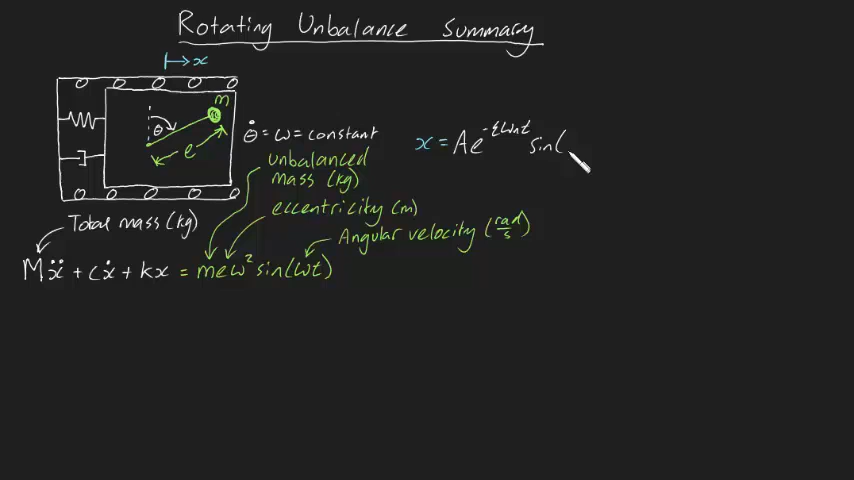 Rotating Unbalance Summary
x
m
θ
e
θ̇ = ω = constant
x = Ae^-ξωnt sin(
unbalanced
mass (kg)
eccentricity (m)
Total mass (kg)
Angular velocity (rad/s)
Mẍ + cẋ + kx = meω² sin(ωt)